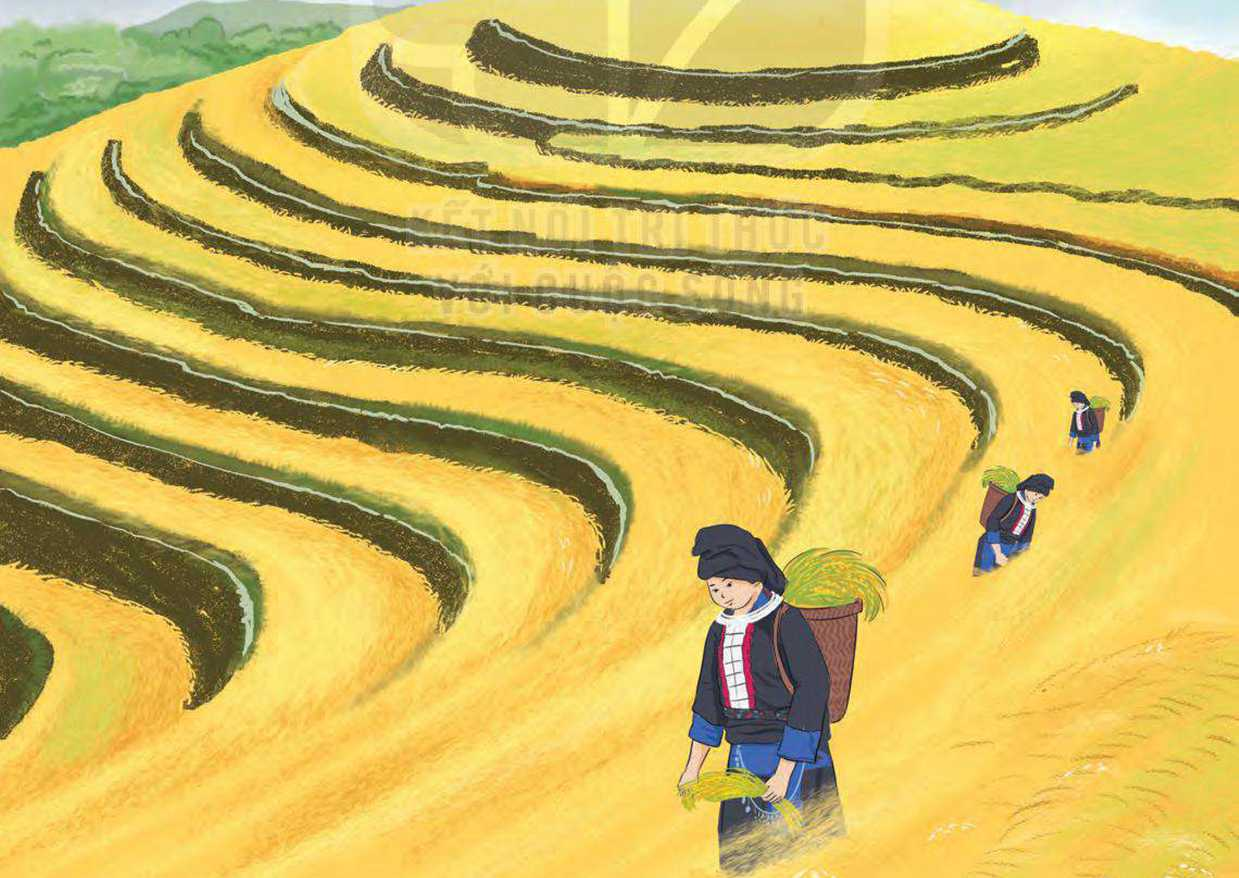 KẾT NỐI TRI THỨC
VỚI CUỘC SỐNG